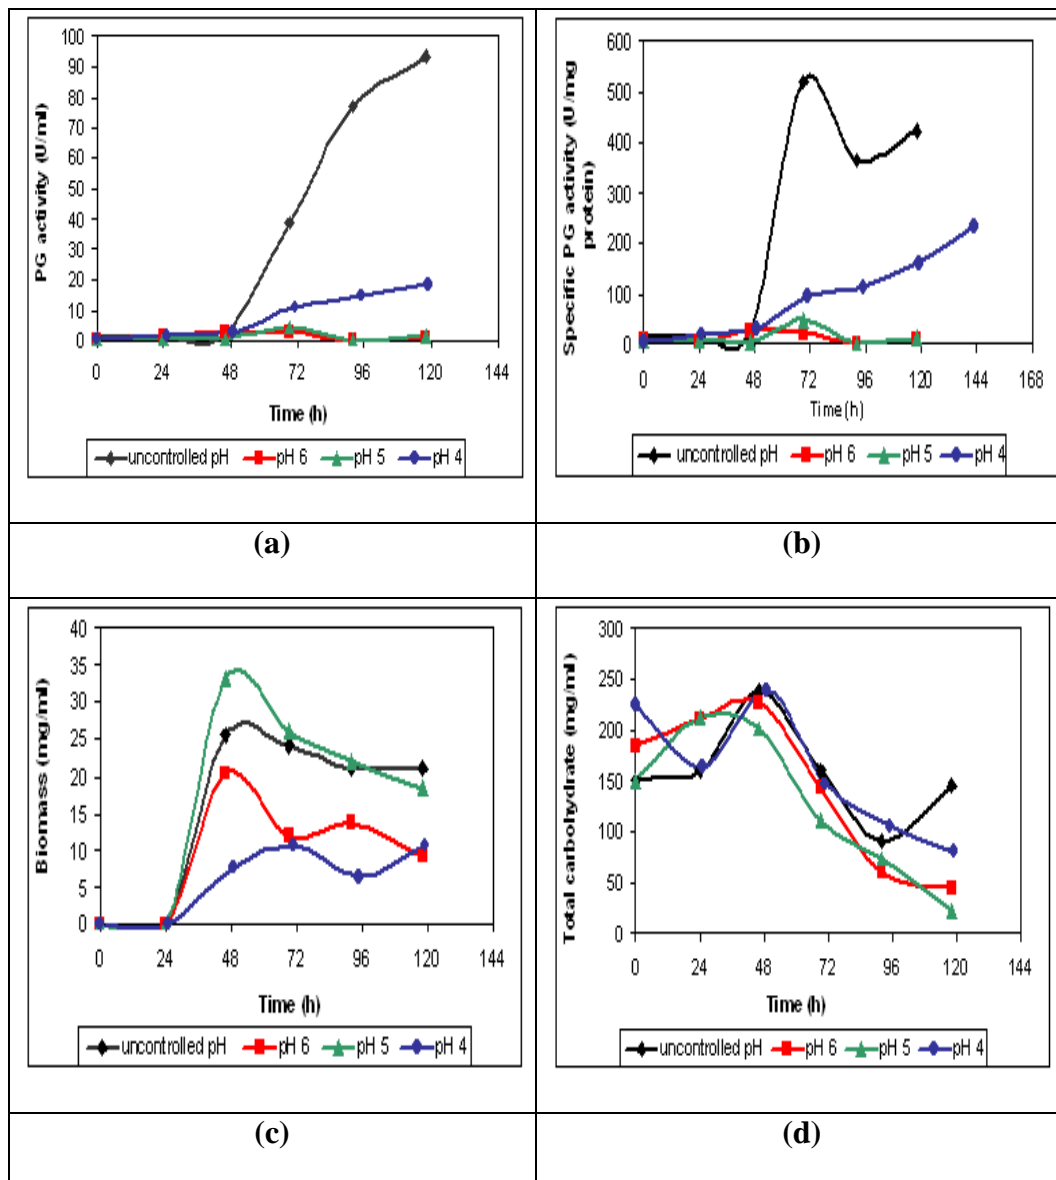 PG activity (U/ml)
100
90
80
70
60
50
40
30
20
10
0
0 24 48 72 96 120 144
Time (h)
uncontrolled pH pH 6 pH 5 pH 4
(a)
Specific PG activity (U/mg
protein)
600
500
400
300
200
100
0
0 24 48 72 96 120 144 168
Time (h)
uncontrolled pH pH 6 pH 5 pH 4
(b)
Biomass (mg/ml)
40
35
30
25
20
15
10
5
0
0 24 48 72 96 120 144
Time (h)
uncontrolled pH pH 6 pH 5 pH 4
(c)
Total carbohydrate (mg/ml)
300
250
200
150
100
50
0
0 24 48 72 96 120 144
Time (h)
uncontrolled pH pH 6 pH 5 pH 4
(d)